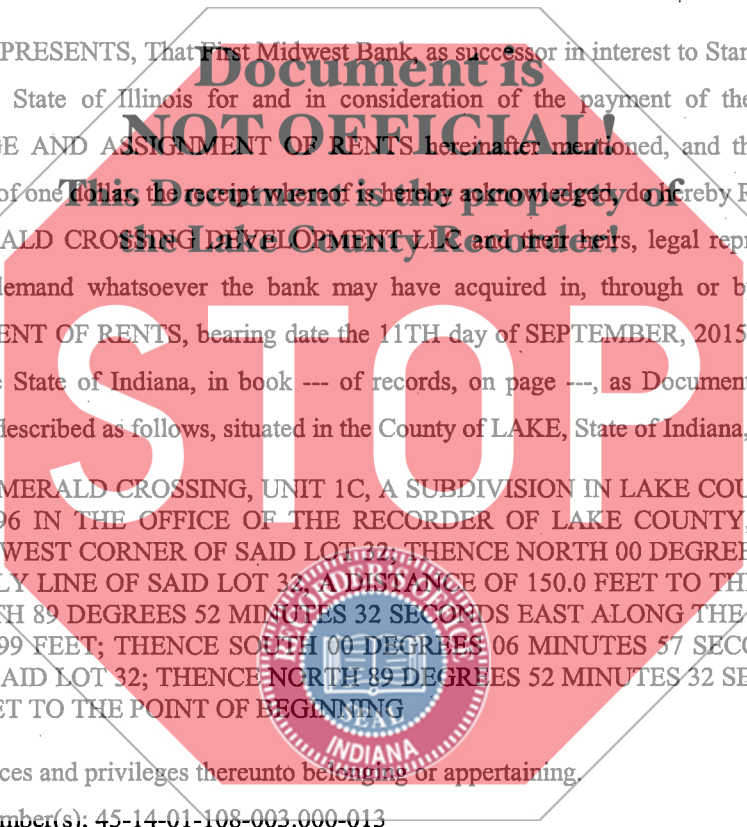 PRESENTS, That First Midwest Bank, as successor in interest to Stan
Document is
State of Illinois for and in consideration of the payment of the
NOT OFFICIAL!
GE AND ASSIGNMENT OF RENTS hereinafter mentioned, and th
of one dollar, the receipt whereof is hereby acknowledged, do hereby R
This Document is the property of
ALD CROSSING DEVELOPMENT LLC and their heirs, legal repr
the Lake County Recorder!
demand whatsoever the bank may have acquired in, through or b
ENT OF RENTS, bearing date the 11TH day of SEPTEMBER, 2015
e State of Indiana, in book --- of records, on page ---, as Document
described as follows, situated in the County of LAKE, State of Indiana,
STOP
MERALD CROSSING, UNIT 1C, A SUBDIVISION IN LAKE COU
96 IN THE OFFICE OF THE RECORDER OF LAKE COUNTY,
WEST CORNER OF SAID LOT 32; THENCE NORTH 00 DEGREE
LY LINE OF SAID LOT 32, A DISTANCE OF 150.0 FEET TO THE
TH 89 DEGREES 52 MINUTES 32 SECONDS EAST ALONG THE
99 FEET; THENCE SOUTH 00 DEGREES 06 MINUTES 57 SECO
AID LOT 32; THENCE NORTH 89 DEGREES 52 MINUTES 32 SE
ET TO THE POINT OF BEGINNING
SEAL
INDIANA
ces and privileges thereunto belonging or appertaining.
mber(s): 45-14-01-108-003.000-013